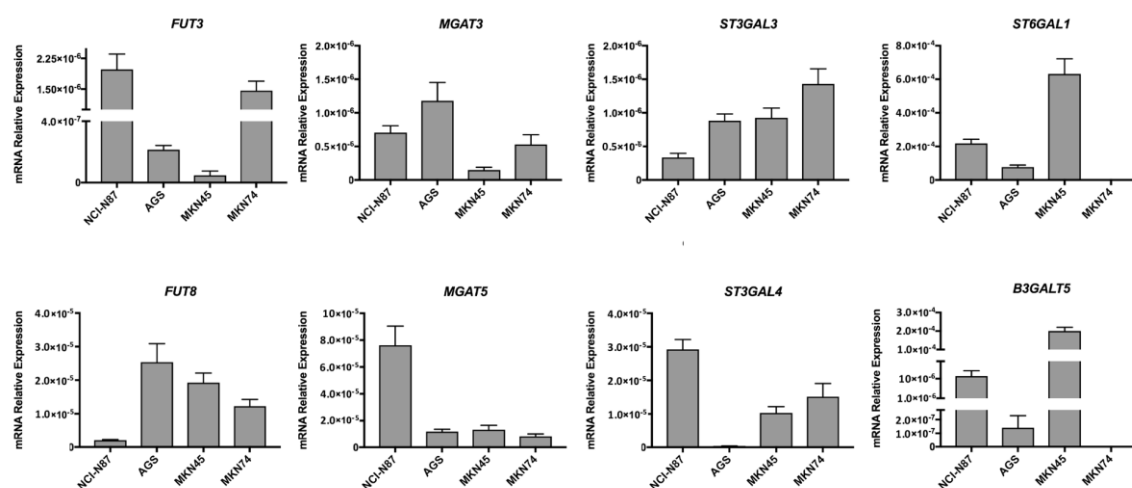 FUT3
mRNA Relative Expression
2.25×10⁻⁶
1.50×10⁻⁶
4.0×10⁻⁷
0
NCI-N87
AGS
MKN45
MKN74
MGAT3
mRNA Relative Expression
2.0×10⁻⁶
1.5×10⁻⁶
1.0×10⁻⁶
0.5×10⁻⁶
0
NCI-N87
AGS
MKN45
MKN74
ST3GAL3
mRNA Relative Expression
2.0×10⁻⁶
1.5×10⁻⁶
1.0×10⁻⁶
0.5×10⁻⁶
0
NCI-N87
AGS
MKN45
MKN74
ST6GAL1
mRNA Relative Expression
8.0×10⁻⁴
6.0×10⁻⁴
4.0×10⁻⁴
2.0×10⁻⁴
0
NCI-N87
AGS
MKN45
MKN74
FUT8
mRNA Relative Expression
4.0×10⁻⁵
3.0×10⁻⁵
2.0×10⁻⁵
1.0×10⁻⁵
0
NCI-N87
AGS
MKN45
MKN74
MGAT5
mRNA Relative Expression
10×10⁻⁵
8.0×10⁻⁵
6.0×10⁻⁵
4.0×10⁻⁵
2.0×10⁻⁵
0
NCI-N87
AGS
MKN45
MKN74
ST3GAL4
mRNA Relative Expression
4.0×10⁻⁵
3.0×10⁻⁵
2.0×10⁻⁵
1.0×10⁻⁵
0
NCI-N87
AGS
MKN45
MKN74
B3GALT5
mRNA Relative Expression
3.0×10⁻⁴
2.0×10⁻⁴
1.0×10⁻⁴
10×10⁻⁶
1.0×10⁻⁶
2.0×10⁻⁷
1.0×10⁻⁷
0
NCI-N87
AGS
MKN45
MKN74